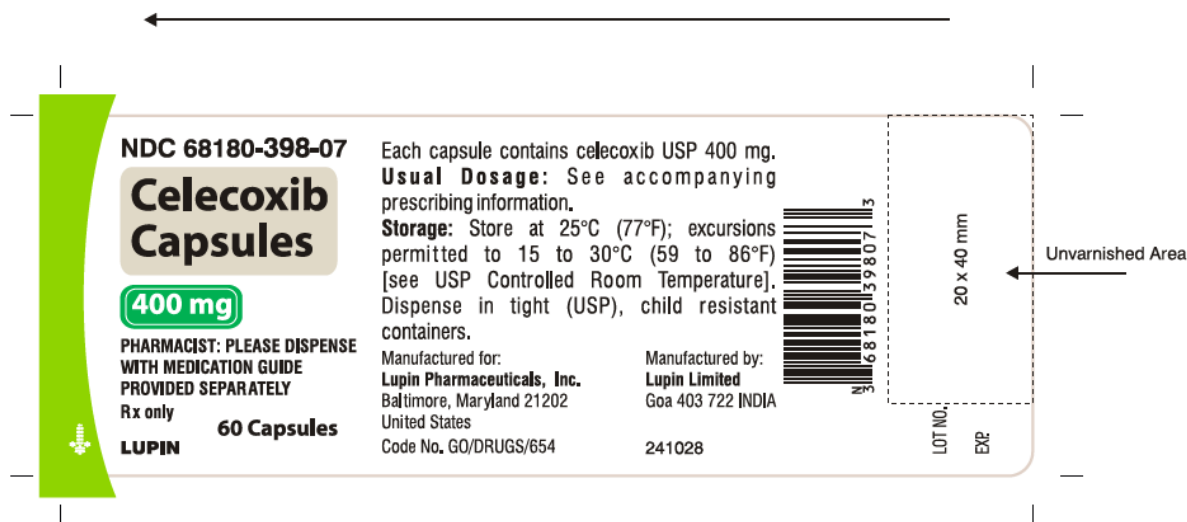 NDC 68180-398-07
Celecoxib
Capsules
400 mg
PHARMACIST: PLEASE DISPENSE
WITH MEDICATION GUIDE
PROVIDED SEPARATELY
Rx only
60 Capsules
LUPIN
Each capsule contains celecoxib USP 400 mg.
Usual Dosage: See accompanying
prescribing information.
Storage: Store at 25°C (77°F); excursions
permitted to 15 to 30°C (59 to 86°F)
[see USP Controlled Room Temperature].
Dispense in tight (USP), child resistant
containers.
Manufactured for:
Lupin Pharmaceuticals, Inc.
Baltimore, Maryland 21202
United States
Code No. GO/DRUGS/654
Manufactured by:
Lupin Limited
Goa 403 722 INDIA
241028
N
3 68180 39807 3
20 x 40 mm
LOT NO.
EXP.
Unvarnished Area